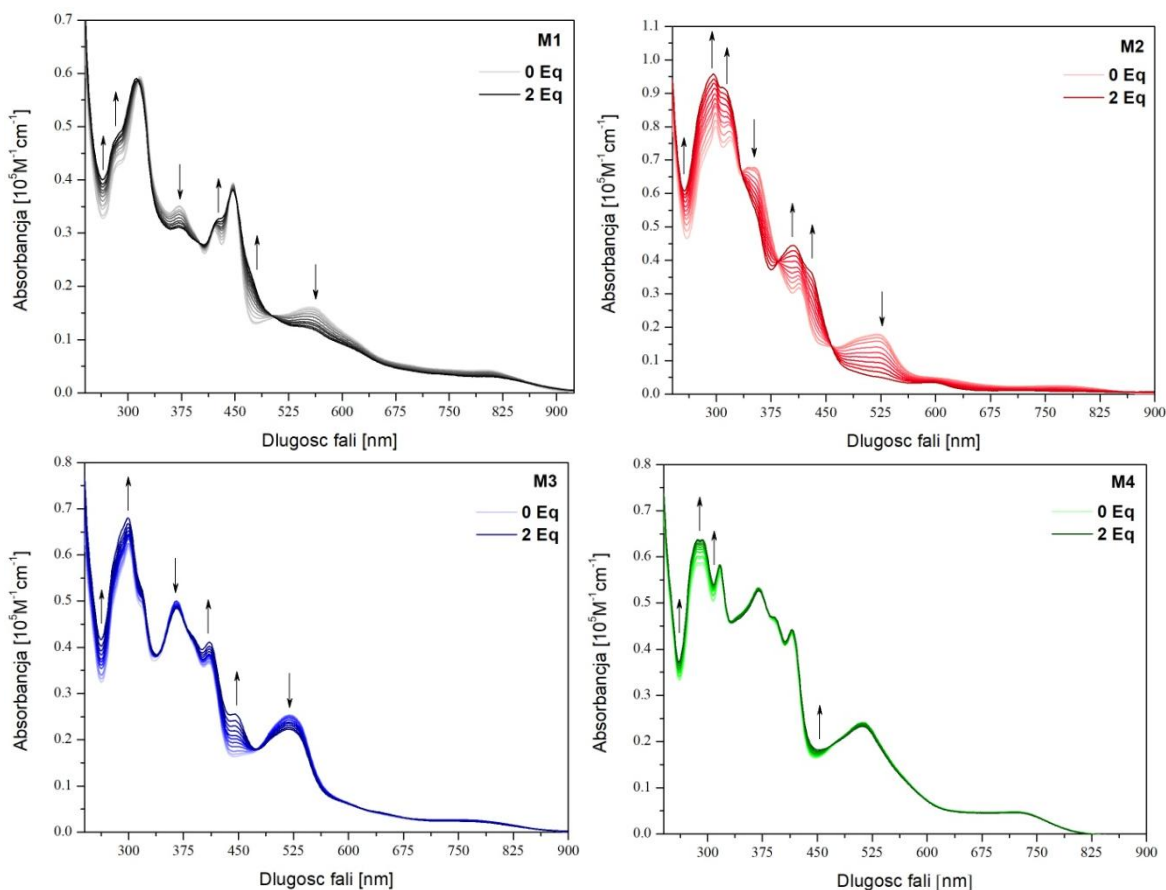 M1
0 Eq
2 Eq
0.7
0.6
0.5
0.4
0.3
0.2
0.1
0.0
Absorbancja [10⁵M⁻¹cm⁻¹]
300 375 450 525 600 675 750 825 900
Dlugosc fali [nm]
M2
0 Eq
2 Eq
1.1
1.0
0.9
0.8
0.7
0.6
0.5
0.4
0.3
0.2
0.1
0.0
Absorbancja [10⁵M⁻¹cm⁻¹]
300 375 450 525 600 675 750 825 900
Dlugosc fali [nm]
M3
0 Eq
2 Eq
0.8
0.7
0.6
0.5
0.4
0.3
0.2
0.1
0.0
Absorbancja [10⁵M⁻¹cm⁻¹]
300 375 450 525 600 675 750 825 900
Dlugosc fali [nm]
M4
0 Eq
2 Eq
0.8
0.7
0.6
0.5
0.4
0.3
0.2
0.1
0.0
Absorbancja [10⁵M⁻¹cm⁻¹]
300 375 450 525 600 675 750 825 900
Dlugosc fali [nm]